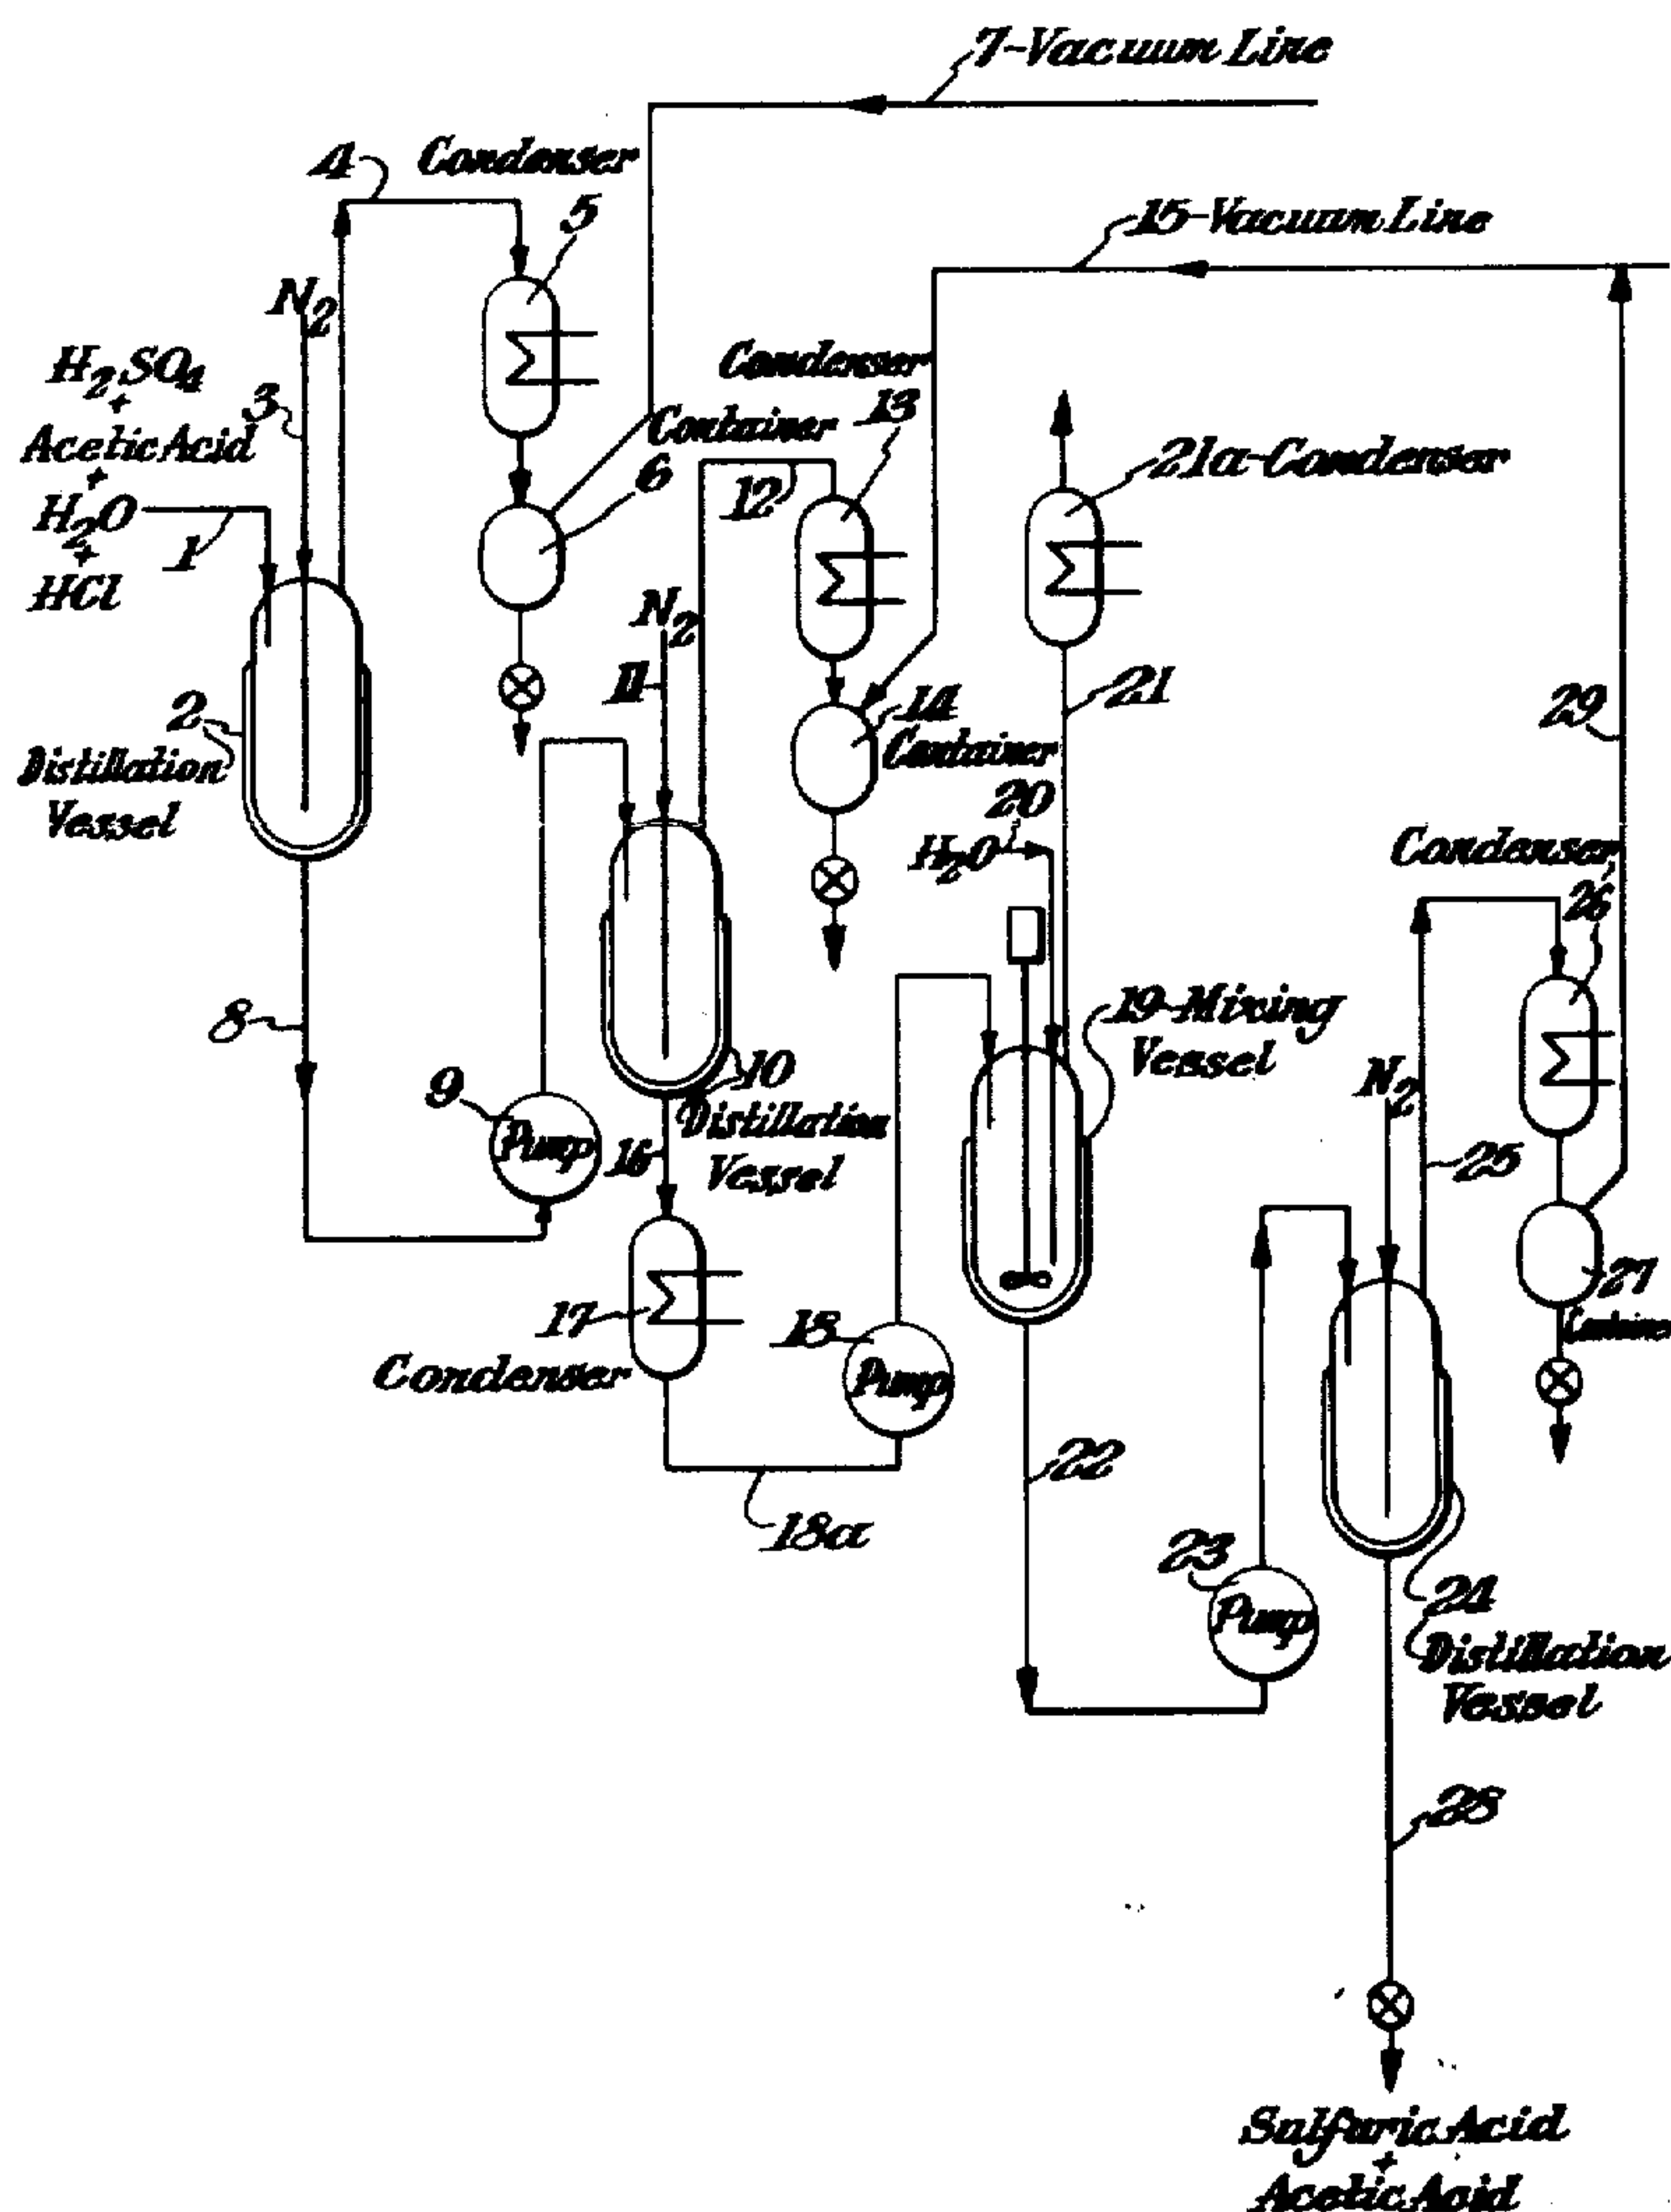 7-Vacuum Line
4
Condenser
5
15-Vacuum Line
N2
H2SO4
+
Acetic Acid
+
H2O
+
HCl
3
1
Condenser
13
Container
6
12
21a-Condenser
N2
11
21
2
Distillation
Vessel
14
Container
20
H2O
29
Condenser
26
8
19-Mixing
Vessel
N2
9
Pump
10
Distillation
Vessel
16
25
17
Condenser
18
Pump
27
Container
18a
22
23
Pump
24
Distillation
Vessel
28
Sulfuric Acid
+
Acetic Acid